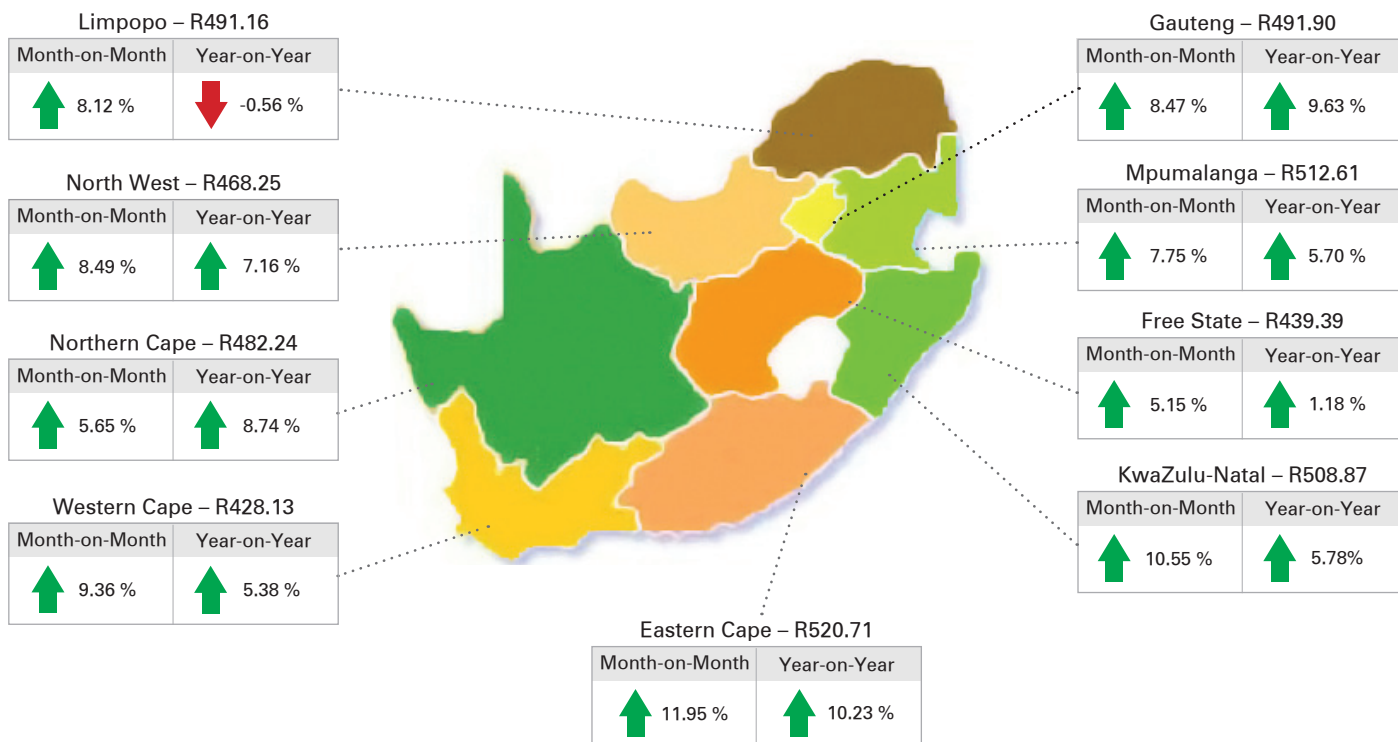 Limpopo – R491.16
Month-on-Month Year-on-Year
8.12 % -0.56 %
North West – R468.25
Month-on-Month Year-on-Year
8.49 % 7.16 %
Northern Cape – R482.24
Month-on-Month Year-on-Year
5.65 % 8.74 %
Western Cape – R428.13
Month-on-Month Year-on-Year
9.36 % 5.38 %
Gauteng – R491.90
Month-on-Month Year-on-Year
8.47 % 9.63 %
Mpumalanga – R512.61
Month-on-Month Year-on-Year
7.75 % 5.70 %
Free State – R439.39
Month-on-Month Year-on-Year
5.15 % 1.18 %
KwaZulu-Natal – R508.87
Month-on-Month Year-on-Year
10.55 % 5.78%
Eastern Cape – R520.71
Month-on-Month Year-on-Year
11.95 % 10.23 %